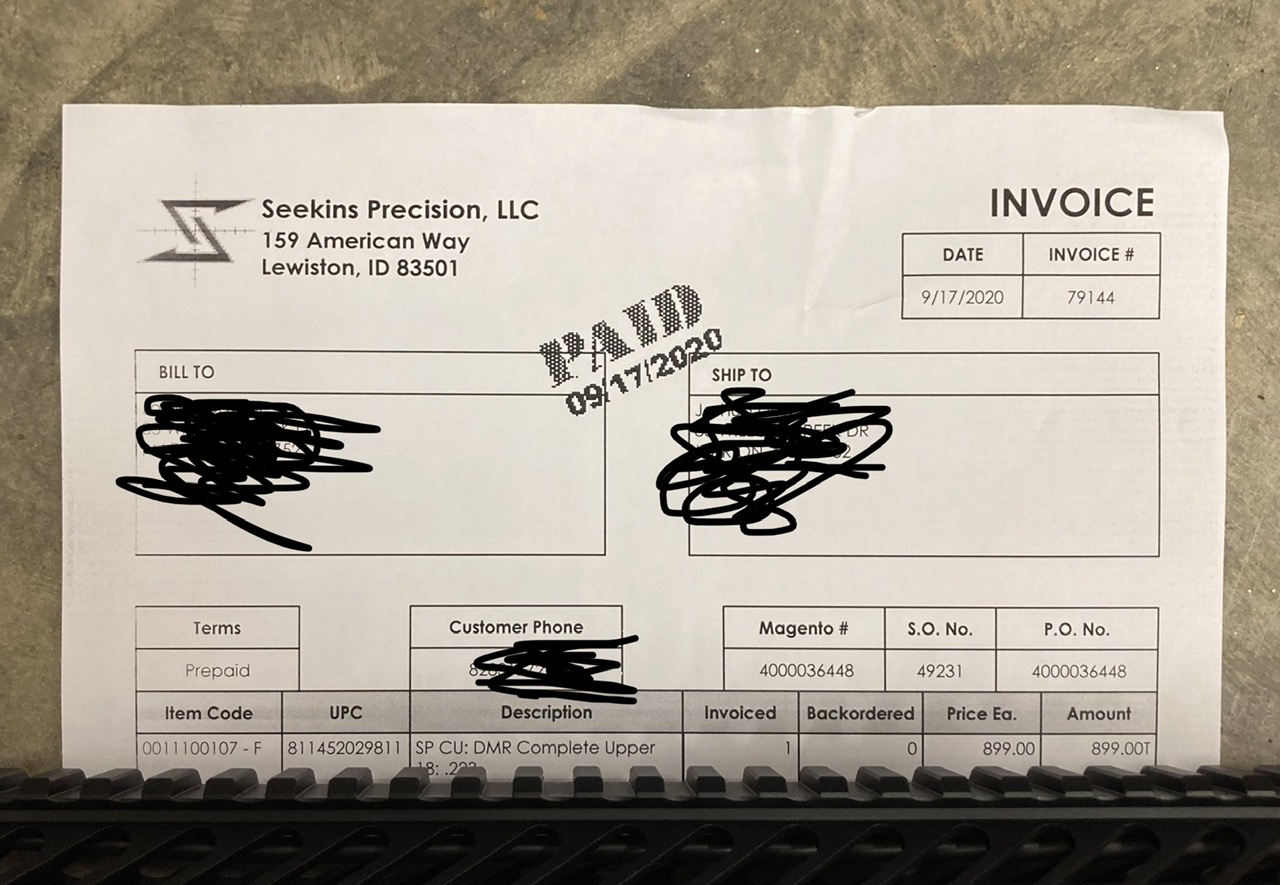 Seekins Precision, LLC
159 American Way
Lewiston, ID 83501
INVOICE
DATE INVOICE #
9/17/2020 79144
PAID
09/17/2020
BILL TO
SHIP TO
DR
Terms
Prepaid
Customer Phone
Magento # S.O. No. P.O. No.
4000036448 49231 4000036448
Item Code UPC Description Invoiced Backordered Price Ea. Amount
0011100107 - F 811452029811 SP CU: DMR Complete Upper 1 0 899.00 899.00T